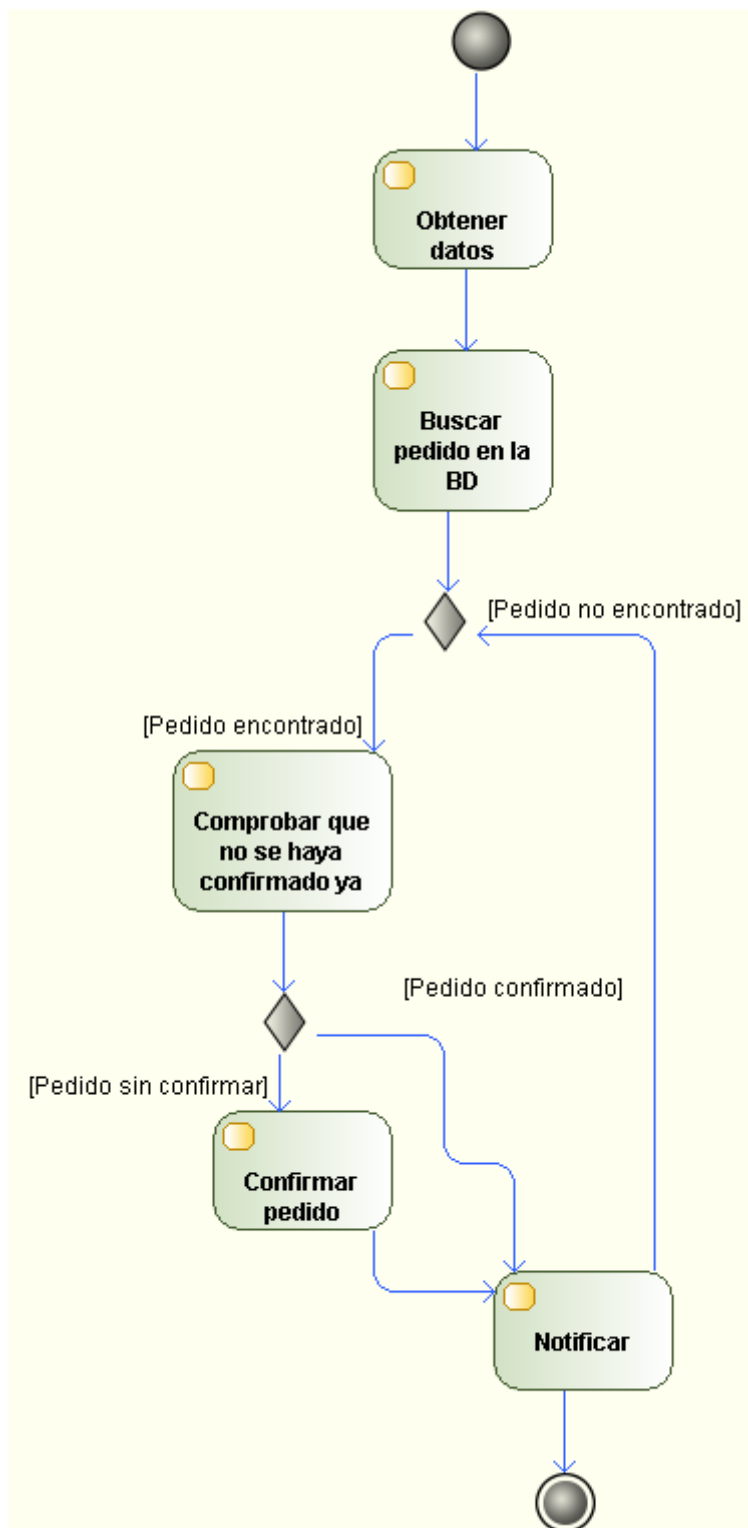 Obtener
datos
Buscar
pedido en la
BD
[Pedido no encontrado]
[Pedido encontrado]
Comprobar que
no se haya
confirmado ya
[Pedido confirmado]
[Pedido sin confirmar]
Confirmar
pedido
Notificar